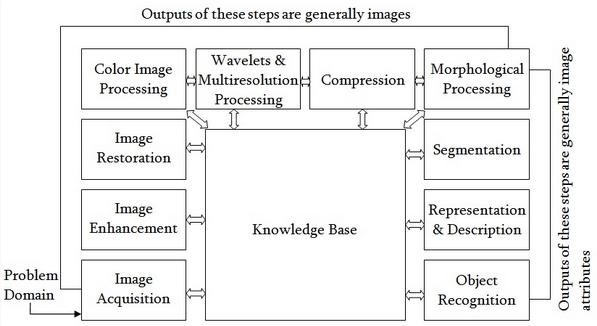 Outputs of these steps are generally images
Color Image
Processing
Wavelets &
Multiresolution
Processing
Compression
Morphological
Processing
Image
Restoration
Segmentation
Image
Enhancement
Knowledge Base
Representation
& Description
Problem
Domain
Image
Acquisition
Object
Recognition
Outputs of these steps are generally image
attributes